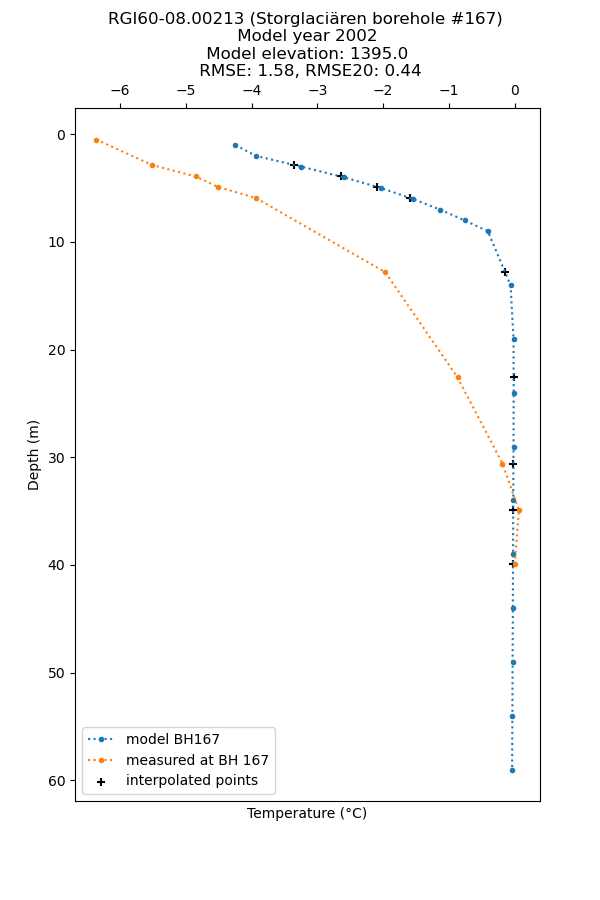 RGI60-08.00213 (Storglaciären borehole #167)
Model year 2002
Model elevation: 1395.0
RMSE: 1.58, RMSE20: 0.44
−6 −5 −4 −3 −2 −1 0
0
10
20
30
40
50
60
Depth (m)
model BH167
measured at BH 167
interpolated points
Temperature (°C)